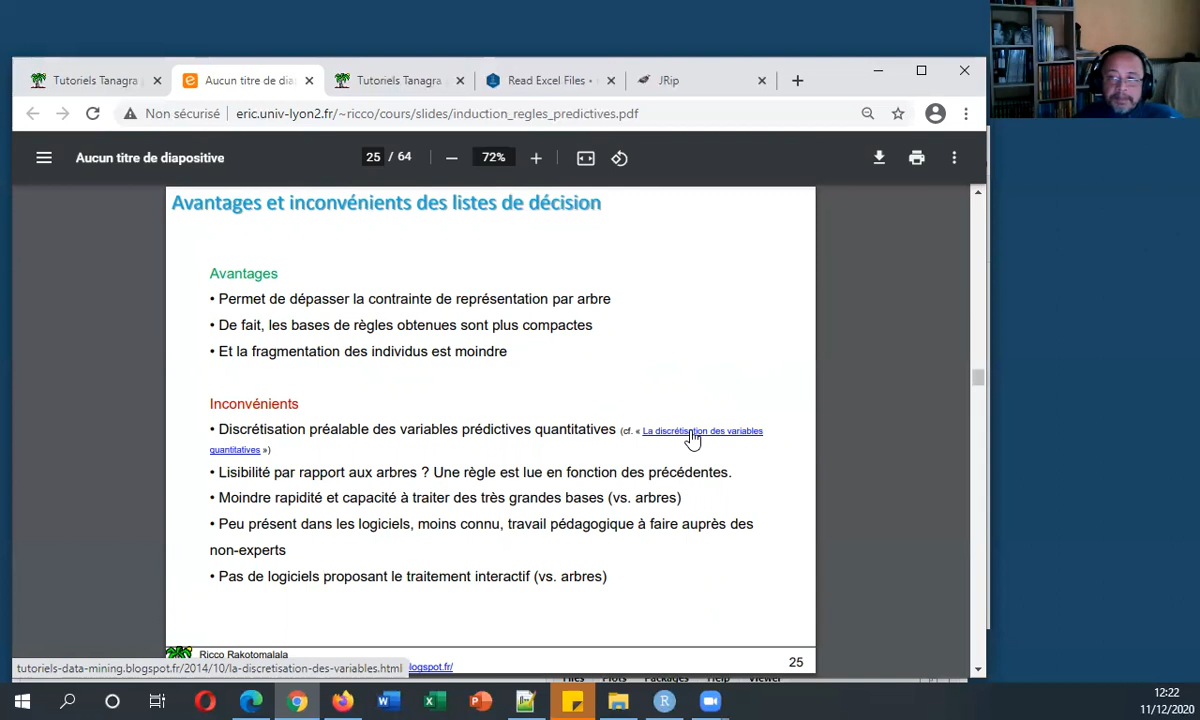 Tutoriels Tanagra
Aucun titre de dia
Tutoriels Tanagra
Read Excel Files •
JRip
Non sécurisé
eric.univ-lyon2.fr/~ricco/cours/slides/induction_regles_predictives.pdf
Aucun titre de diapositive
25 / 64
72%
Avantages et inconvénients des listes de décision
Avantages
• Permet de dépasser la contrainte de représentation par arbre
• De fait, les bases de règles obtenues sont plus compactes
• Et la fragmentation des individus est moindre
Inconvénients
• Discrétisation préalable des variables prédictives quantitatives (cf. « La discrétisation des variables
quantitatives »)
• Lisibilité par rapport aux arbres ? Une règle est lue en fonction des précédentes.
• Moindre rapidité et capacité à traiter des très grandes bases (vs. arbres)
• Peu présent dans les logiciels, moins connu, travail pédagogique à faire auprès des
non-experts
• Pas de logiciels proposant le traitement interactif (vs. arbres)
Ricco Rakotomalala
25
tutoriels-data-mining.blogspot.fr/2014/10/la-discretisation-des-variables.html
logspot.fr/
Files Plots Packages Help Viewer
12:22
11/12/2020